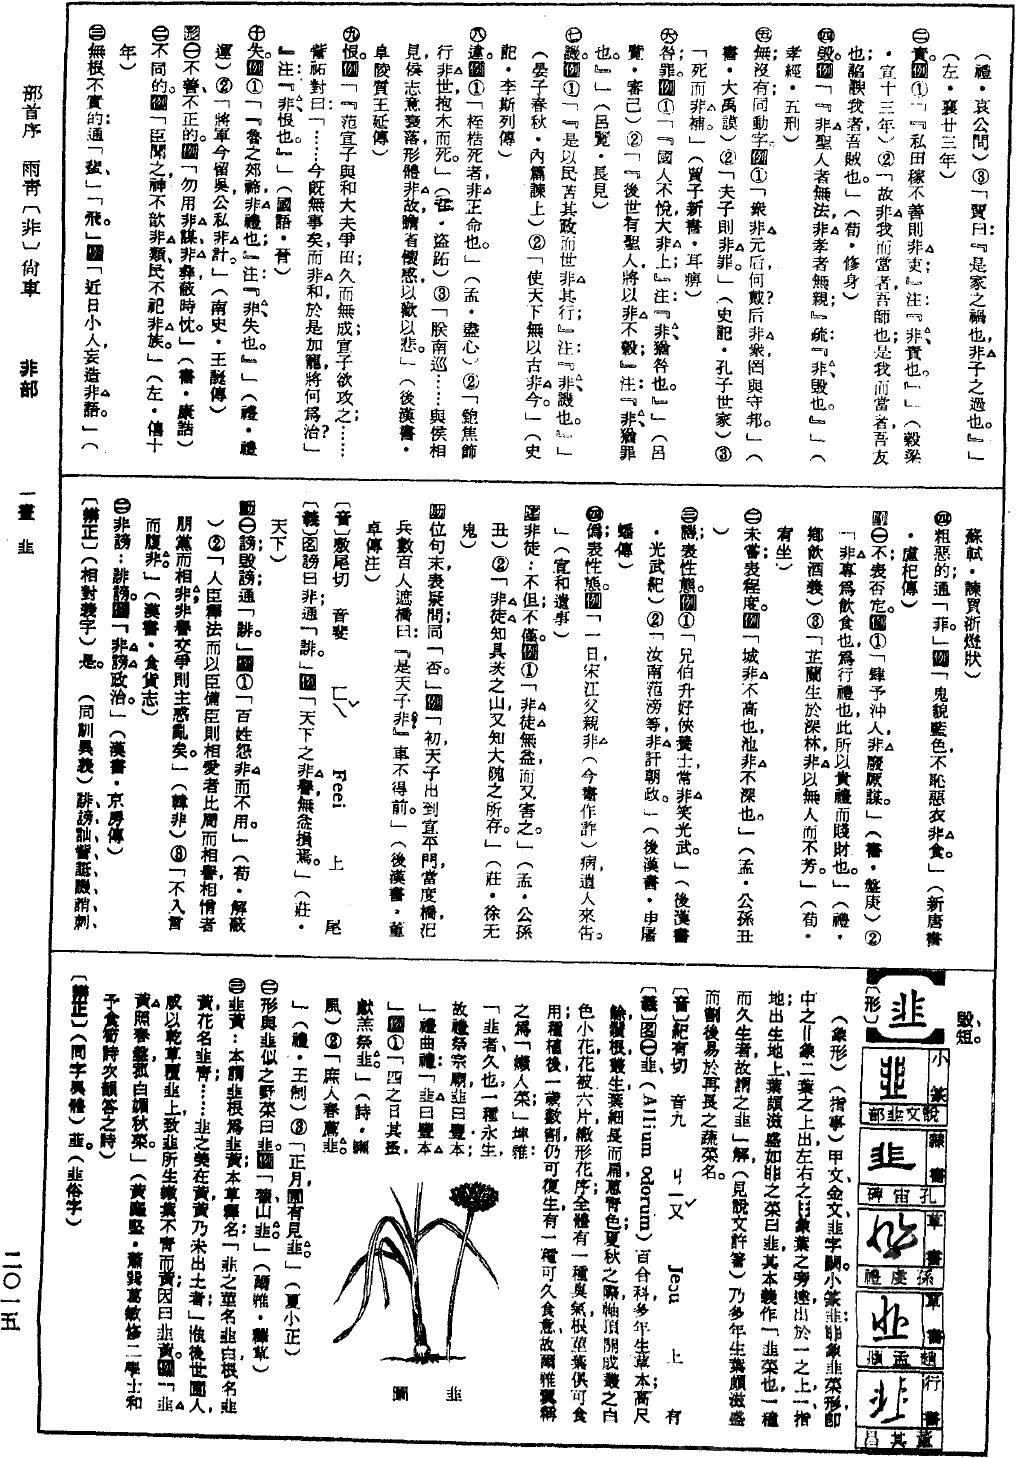 部首序 雨靑〔非〕齒車 非部 一畫 韭 二〇一五
(禮・哀公問)③「賈曰:『是家之禍也,非子之過也。』」
(左・襄廿三年)
㊂責。例①「『私田稼不善則非吏』;注:『非,責也。』」(穀梁
・宣十三年)②「故非我而當者,吾師也;是我而當者,吾友
也;諂諛我者,吾賊也。」(荀・修身)
㊃毀。例「『非聖人者無法,非孝者無親』;疏:『非,毀也。』」(
孝經・五刑)
㊄無;沒有;同動字。例①「衆非元后何戴?后非衆罔與守邦。」(
書・大禹謨)②「夫子則非罪。」(史記・孔子世家)③
「死而非補。」(賈子新書・耳痺)
㊅咎罪。例①「『國人不悅,大非上』;注:『非,猶咎也。』」(呂
覽・審己)②「『後世有聖人,將以非不穀』;注:『非,猶罪
也。』」(呂覽・長見)
㊆譏。例①「『是以民苦其政,而世非其行』;注:『非,譏也。』」
(晏子春秋・內篇諫上)②「使天下無以古非今。」(史
記・李斯列傳)
㊇違。例①「桎梏死者,非正命也。」(孟・盡心)②「鮑焦飾
行非世,抱木而死。」(莊・盜跖)③「朕南巡……與侯相
見,侯志意衰落,形體非故,瞻省懷感,以歎以悲。」(後漢書・
卓陵質王延傳)
㊈恨。例「『范宣子與和大夫爭田,久而無成,宣子欲攻之;……
訾祏對曰:「……今既無事矣,而非和,於是加寵,將何爲治?」
』注:『非,恨也。』」(國語・晉)
㊉失。例①「『魯之郊禘,非禮也』;注:『非,失也。』」(禮・禮
運)②「將軍今留吳,公私非計。」(南史・王誕傳)
形㊀不善;不正的。例「勿用非謀非彝蔽時忱。」(書・康誥)
㊁不同的。例「臣聞之,神不歆非類,民不祀非族。」(左・僖十
年)
㊂無根不實的;通「蜚」、「飛」。例「近日小人妄造非語。」(
蘇軾・諫買浙燈狀)
㊃粗惡的;通「菲」。例「鬼貌藍色,不恥惡衣非食。」(新唐書
・盧杞傳)
副㊀不;表否定。例①「肆予沖人,非廢厥謀。」(書・盤庚)②
「非專爲飲食也,爲行禮也,此所以貴禮而賤財也。」(禮・
鄉飲酒義)③「芷蘭生於深林,非以無人而不芳。」(荀・
宥坐)
㊁未嘗;表程度。例「城非不高也,池非不深也。」(孟・公孫丑
)
㊂譏;表性態。例①「兄伯升好俠養士,常非笑光武。」(後漢書
・光武紀)②「汝南范滂等,非訐朝政。」(後漢書・申屠
蟠傳)
㊃僞;表性態。例「一日,宋江父親非(今書作詐)病,遣人來告。
」(宣和遺事)
連非徒:不但;不僅。例①「非徒無益,而又害之。」(孟・公孫
丑)②「非徒知具茨之山,又知大隗之所存。」(莊・徐无
鬼)
助位句末,表疑問,同「否」。例「初,天子出到宣平門,當度橋,汜
兵數百人遮橋曰:『是天子非?』車不得前。」(後漢書・董
卓傳注)
〔音〕敷尾切 音斐 ㄈㄟˇ Feei 上 尾
〔義〕名謗曰非;通「誹」。例「天下之非譽,無益損焉。」(莊・
天下)
動㊀謗毀;通「誹」。例①「百姓怨非而不用。」(荀・解蔽
)②「人臣釋法而以臣備臣,則相愛者比周而相譽,相憎者
朋黨而相非,非譽交爭,則主惑亂矣。」(韓非)③「不入言
而腹非。」(漢書・食貨志)
㊁非謗:誹謗。例「非謗政治。」(漢書・京房傳)
〔辨正〕(相對義字)是。(同訓異義)誹、謗、訕、訾、詆、譏、誚、刺、
毀、短。
【韭】
〔形〕
小篆 說文韭部
隸書 孔宙碑
草書 孫虔禮
草書 趙孟頫
行書 董其昌
(象形)(指事)甲文、金文韭字闕。小篆韭:非象韭菜形,即
中之||象二葉之上出,左右之三三象葉之旁逸出於一之上,一指
地;出生地上、葉頗滋盛如非之菜曰韭。其本義作「韭菜也,一種
而久生者,故謂之韭」解(見說文許箸)乃多年生、葉頗滋盛
而割後易於再長之蔬菜名。
〔音〕紀有切 音九 ㄐㄧㄡˇ Jeou 上 有
〔義〕名㊀韭(Allium odorum)百合科,多年生草本,高尺
餘,鬚根,叢生;葉細長而扁,蔥靑色;夏秋之際,軸頂開成叢之白
色小花,花被六片,繖形花序;全體有一種臭氣,根莖葉俱可食
用;種植後,一歲數割仍可復生,有一種可久食意,故爾雅翼稱
之爲「嬾人菜」。埤雅:
「韭者久也,一種永生,
故禮祭宗廟,韭曰豐本;
」禮曲禮:「韭曰豐本
」例①「四之日其蚤,
獻羔祭韭。」(詩・豳
風)②「庶人春薦韭。
」(禮・王制)③「正月囿有見韭。」(夏小正)
㊁形與韭似之野菜曰韭。例「藿山韭。」(爾雅・釋草)
㊂韭黃:本謂韭根爲韭黃。本草釋名:「韭之莖名韭白,根名韭
黃,花名韭靑……韭之美在黃,黃乃未出土者;」惟後世園人,
或以乾草覆韭上,致韭所生嫩葉不靑而黃,因曰韭黃。例「韭
黃照春盤,菰白媚秋菜。」(黃庭堅・蕭巽葛敏修二學士和
予食筍詩次韻答之詩)
〔辨正〕(同字異體)韮。(韭俗字)
韭 圖